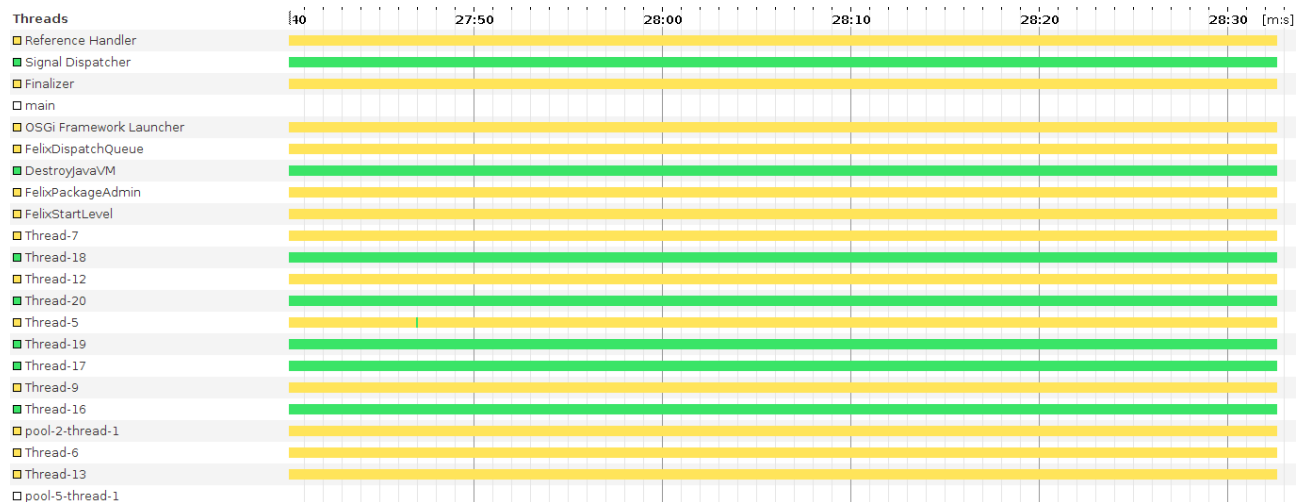 Threads 40 27:50 28:00 28:10 28:20 28:30 [m:s]
Reference Handler
Signal Dispatcher
Finalizer
main
OSGi Framework Launcher
FelixDispatchQueue
DestroyJavaVM
FelixPackageAdmin
FelixStartLevel
Thread-7
Thread-18
Thread-12
Thread-20
Thread-5
Thread-19
Thread-17
Thread-9
Thread-16
pool-2-thread-1
Thread-6
Thread-13
pool-5-thread-1